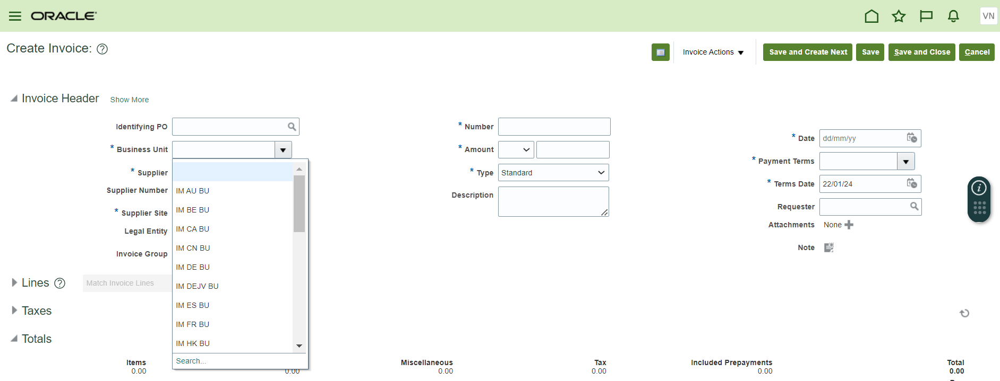 ORACLE
VN
Create Invoice: ?
Invoice Actions
Save and Create Next
Save
Save and Close
Cancel
Invoice Header
Show More
Identifying PO
* Business Unit
* Supplier
Supplier Number
* Supplier Site
Legal Entity
Invoice Group
IM AU BU
IM BE BU
IM CA BU
IM CN BU
IM DE BU
IM DEJV BU
IM ES BU
IM FR BU
IM HK BU
Search...
* Number
* Amount
* Type
Standard
Description
* Date
dd/mm/yy
* Payment Terms
* Terms Date
22/01/24
Requester
Attachments
None
Note
i
Lines ?
Match Invoice Lines
Taxes
Totals
Items
0.00
0.00
Miscellaneous
0.00
Tax
0.00
Included Prepayments
0.00
Total
0.00